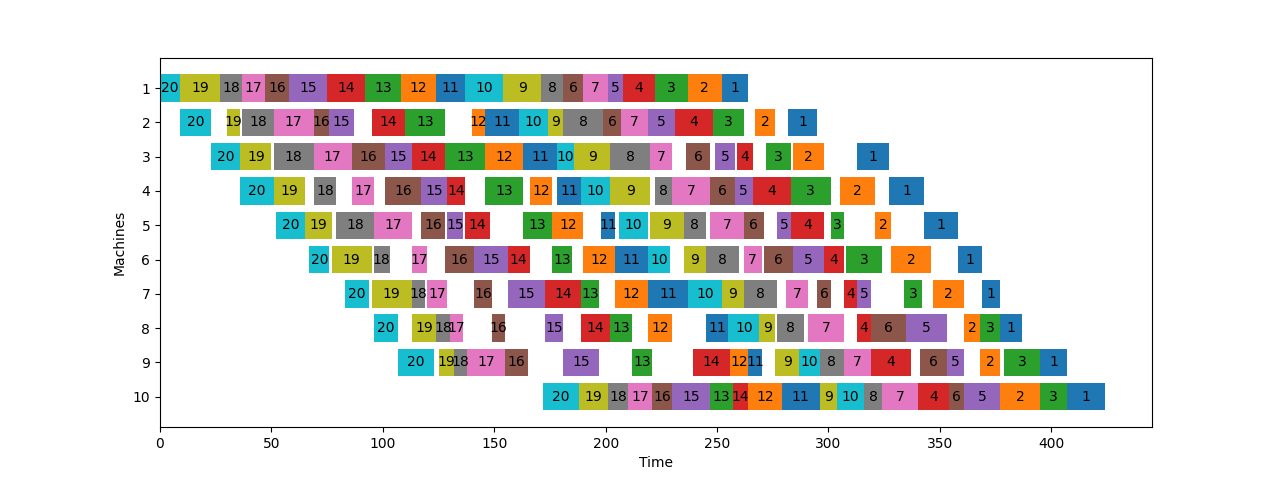 1 20 19 18 17 16 15 14 13 12 11 10 9 8 6 7 5 4 3 2 1
2 20 19 18 17 16 15 14 13 12 11 10 9 8 6 7 5 4 3 2 1
3 20 19 18 17 16 15 14 13 12 11 10 9 8 7 6 5 4 3 2 1
4 20 19 18 17 16 15 14 13 12 11 10 9 8 7 6 5 4 3 2 1
5 20 19 18 17 16 15 14 13 12 11 10 9 8 7 6 5 4 3 2 1
6 20 19 18 17 16 15 14 13 12 11 10 9 8 7 6 5 4 3 2 1
7 20 19 18 17 16 15 14 13 12 11 10 9 8 7 6 4 5 3 2 1
8 20 19 18 17 16 15 14 13 12 11 10 9 8 7 4 6 5 2 3 1
9 20 19 18 17 16 15 13 14 12 11 9 10 8 7 4 6 5 2 3 1
10 20 19 18 17 16 15 13 14 12 11 9 10 8 7 4 6 5 2 3 1
Machines
0 50 100 150 200 250 300 350 400
Time